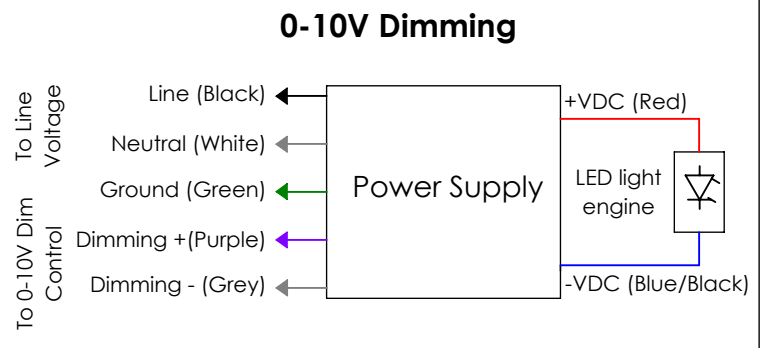 0-10V Dimming
To Line
Voltage
Line (Black)
Neutral (White)
Ground (Green)
To 0-10V Dim
Control
Dimming +(Purple)
Dimming - (Grey)
Power Supply
+VDC (Red)
LED light
engine
-VDC (Blue/Black)